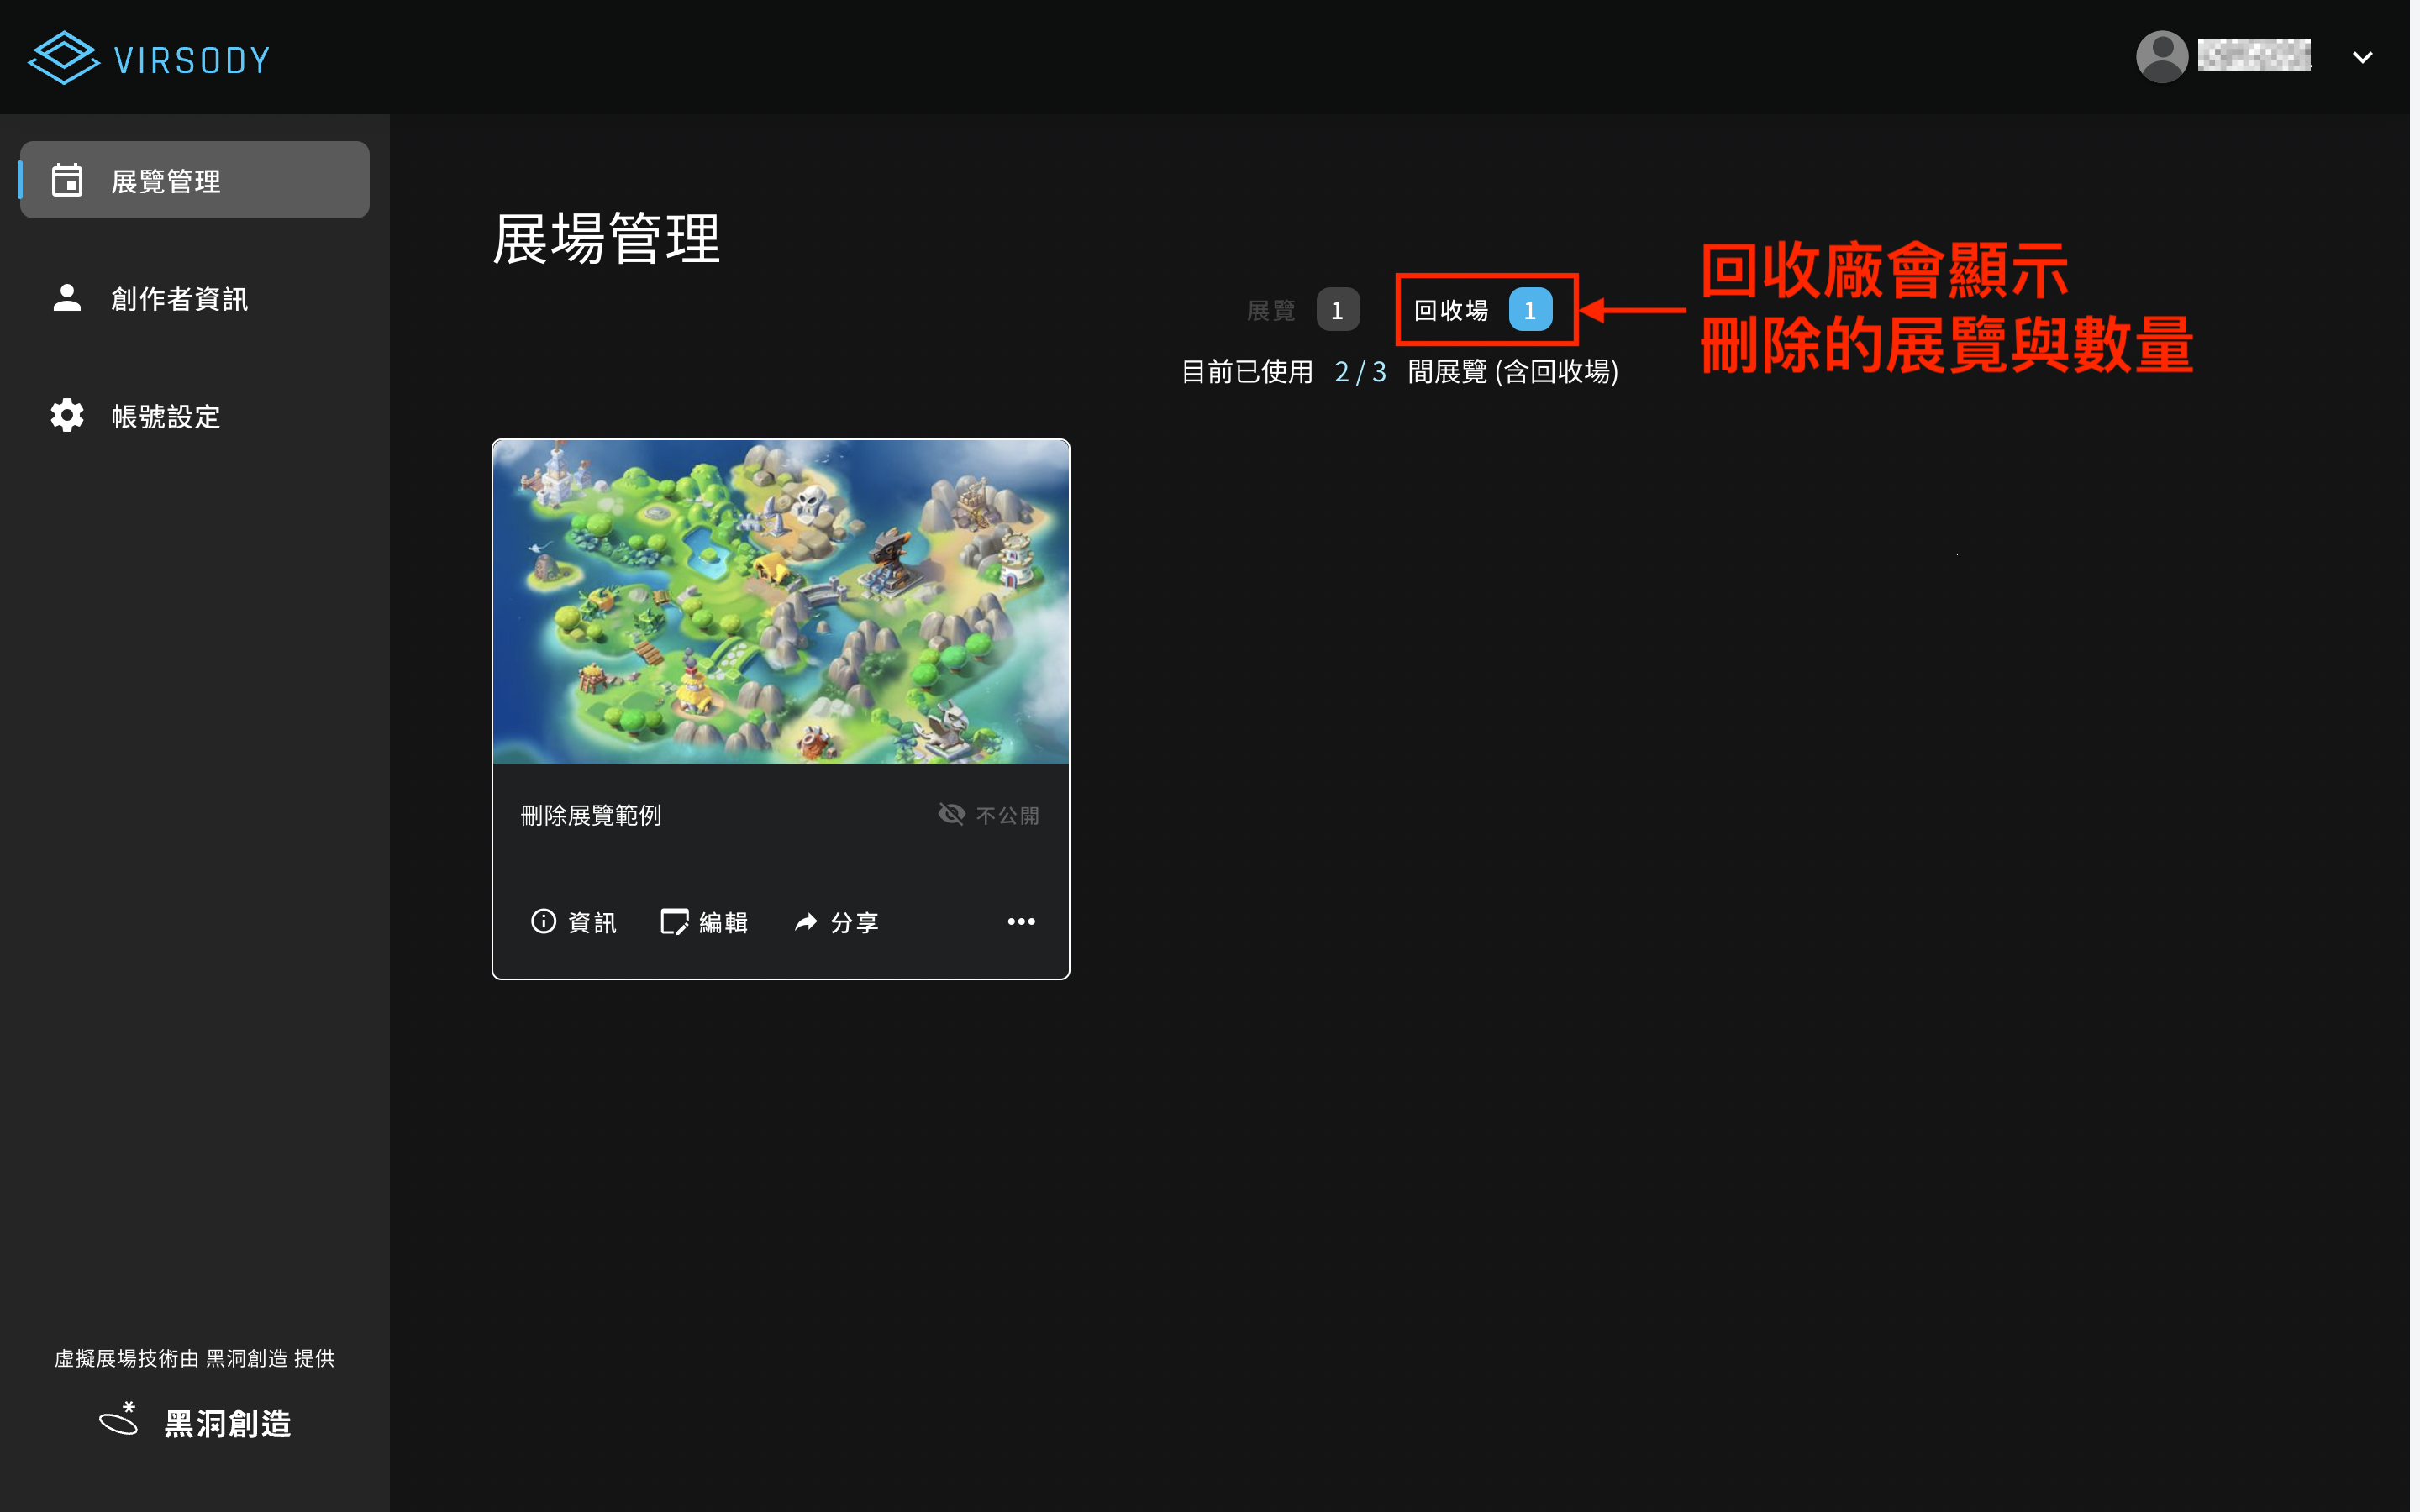 VIRSODY
展覽管理
創作者資訊
帳號設定
展場管理
展覽 1 回收場 1
目前已使用 2 / 3 間展覽 (含回收場)
回收廠會顯示
刪除的展覽與數量
刪除展覽範例 不公開
資訊 編輯 分享
虛擬展場技術由 黑洞創造 提供
黑洞創造